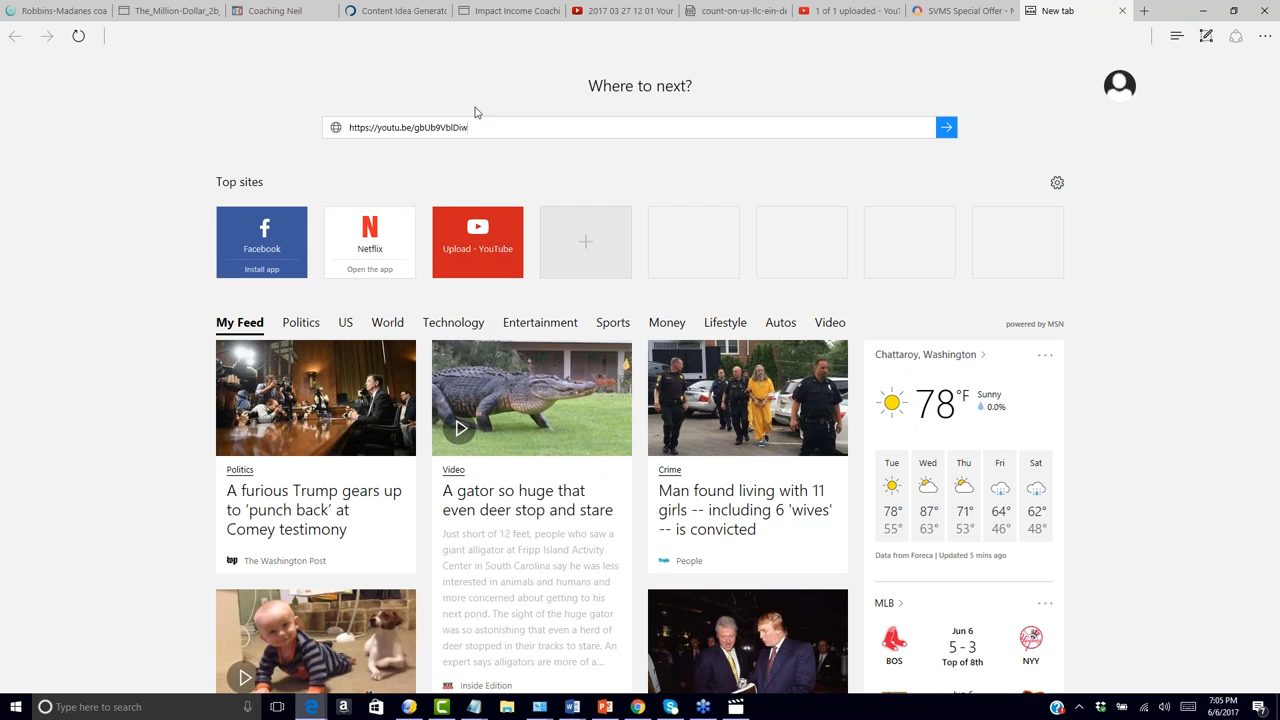 Robbins-Madanes coa
The_Million-Dollar_2b,
Coaching Neil
Content Idea Generato
Impact Income Coachi
2017 03 27 12 01 Your
count-on-us-llc-ein-de
1 of 1 uploaded - YouT
SVMS Special Offer - N
New tab
Where to next?
https://youtu.be/gbUb9VblDiw
Top sites
Facebook
Install app
N
Netflix
Open the app
Upload - YouTube
My Feed
Politics
US
World
Technology
Entertainment
Sports
Money
Lifestyle
Autos
Video
powered by MSN
Politics
A furious Trump gears up
to ‘punch back’ at
Comey testimony
The Washington Post
Video
A gator so huge that
even deer stop and stare
Just short of 12 feet, people who saw a
giant alligator at Fripp Island Activity
Center in South Carolina say he was less
interested in animals and humans and
more concerned about getting to his
next pond. The sight of the huge gator
was so astonishing that even a herd of
deer stopped in their tracks to stare. An
expert says alligators are more of a...
Inside Edition
Crime
Man found living with 11
girls -- including 6 'wives'
-- is convicted
People
Chattaroy, Washington
78°F
Sunny
0.0%
Tue Wed Thu Fri Sat
78° 87° 71° 64° 62°
55° 63° 53° 46° 48°
Data from Foreca | Updated 5 mins ago
MLB
Jun 6
5 - 3
Top of 8th
BOS
NYY
Jun 6
Type here to search
7:05 PM
6/6/2017